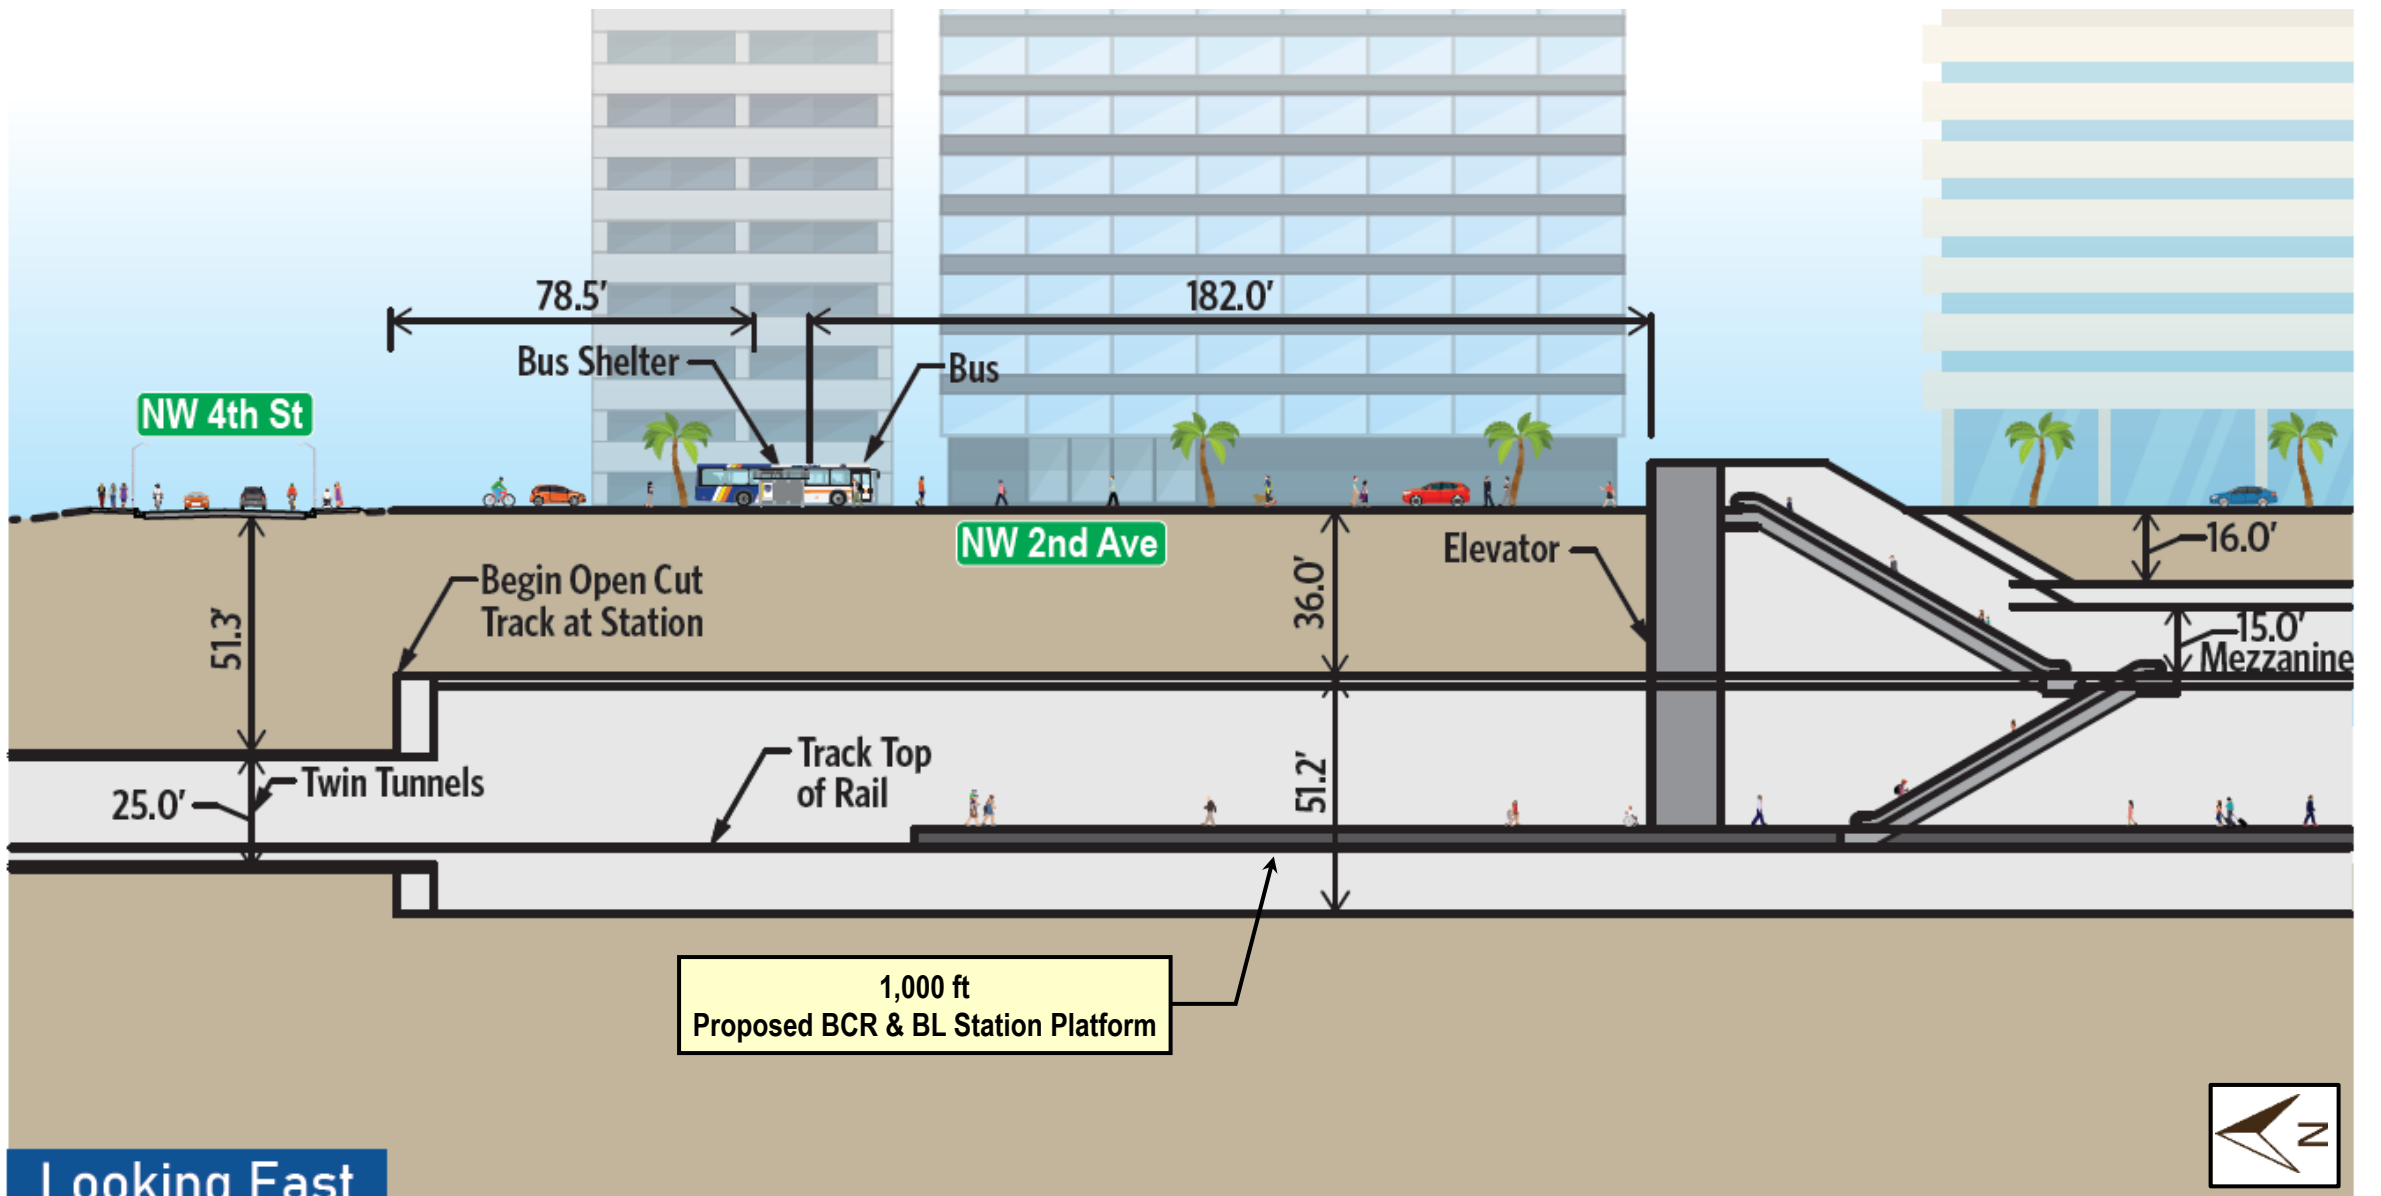 78.5'
182.0'
Bus Shelter
Bus
NW 4th St
NW 2nd Ave
Elevator
16.0'
Begin Open Cut
Track at Station
51.3'
36.0'
15.0'
Mezzanine
Track Top
of Rail
Twin Tunnels
25.0'
51.2'
1,000 ft
Proposed BCR & BL Station Platform
N
Looking East